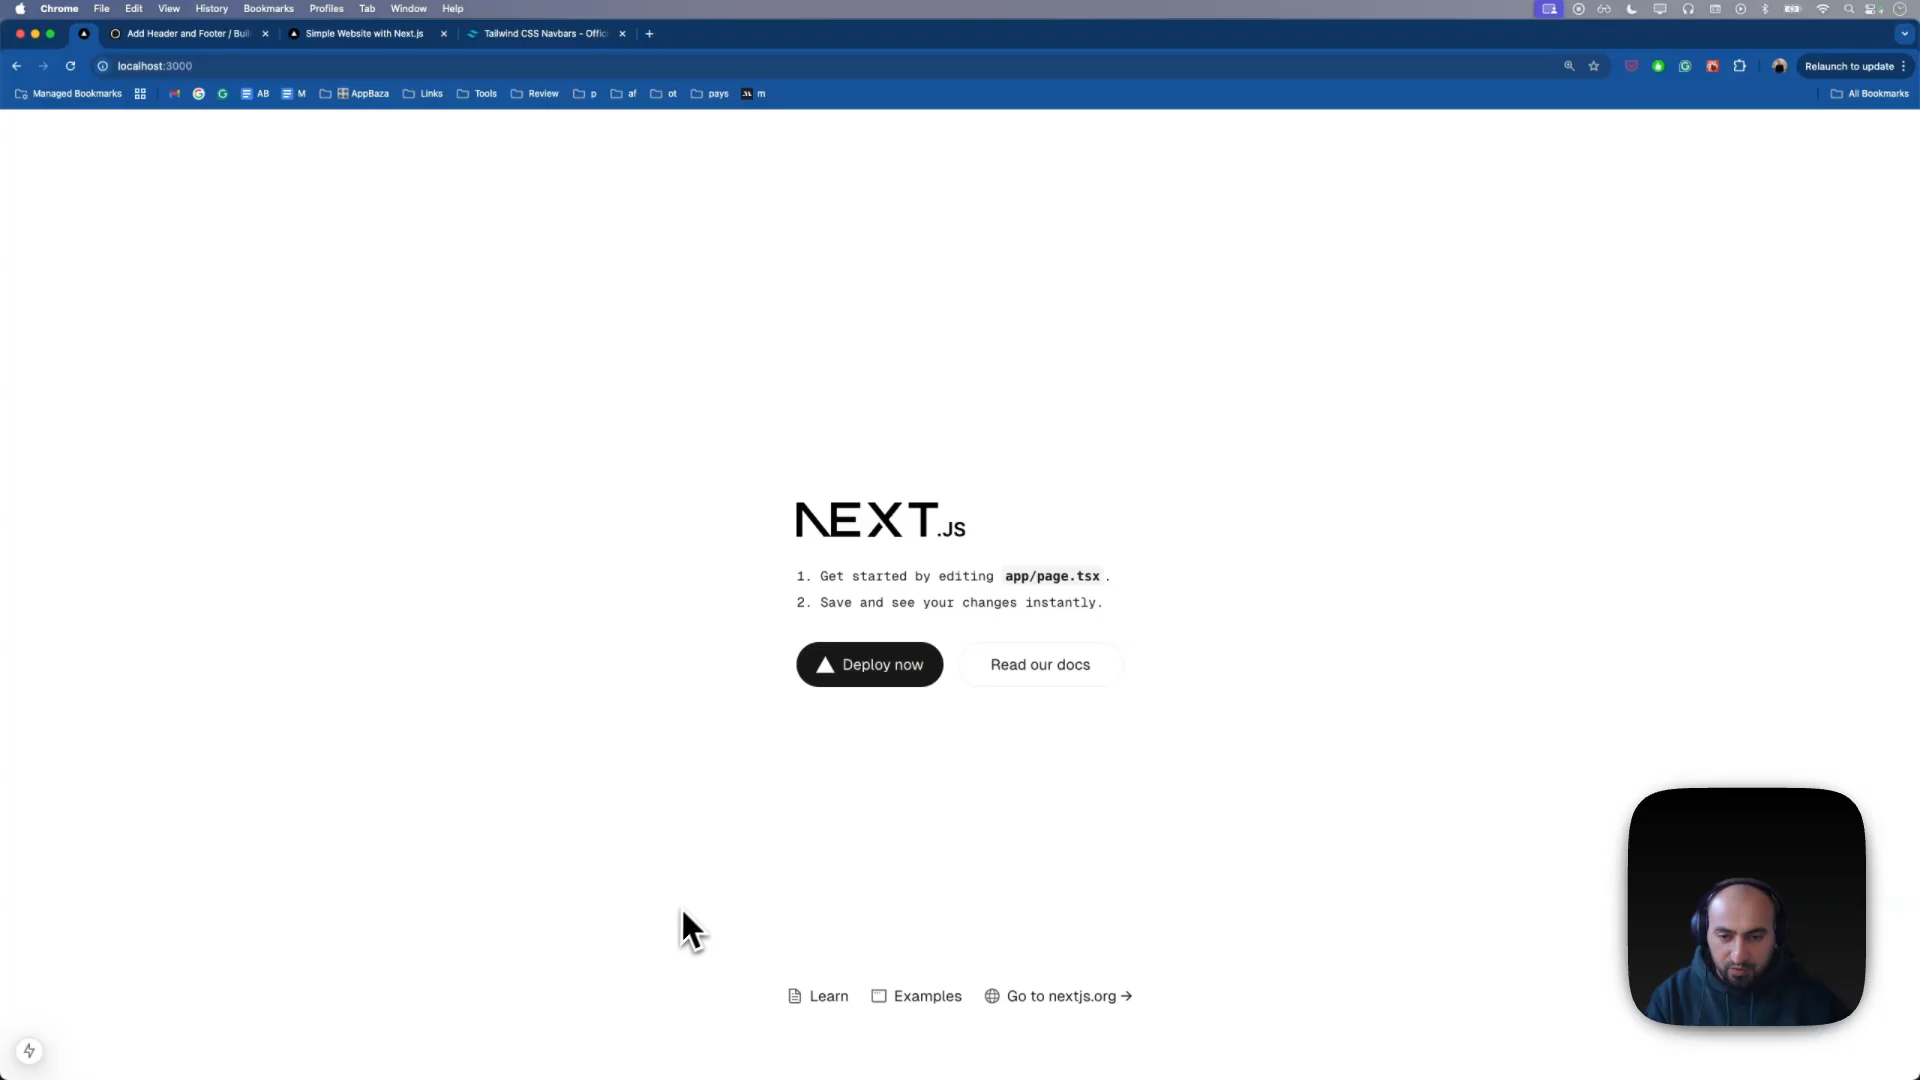 Chrome File Edit View History Bookmarks Profiles Tab Window Help
Add Header and Footer / Buil Simple Website with Next.js Tailwind CSS Navbars - Offic
localhost:3000 Relaunch to update
Managed Bookmarks AB M AppBaza Links Tools Review p af ot pays m All Bookmarks
NEXT.JS
1. Get started by editing app/page.tsx.
2. Save and see your changes instantly.
Deploy now Read our docs
Learn Examples Go to nextjs.org →